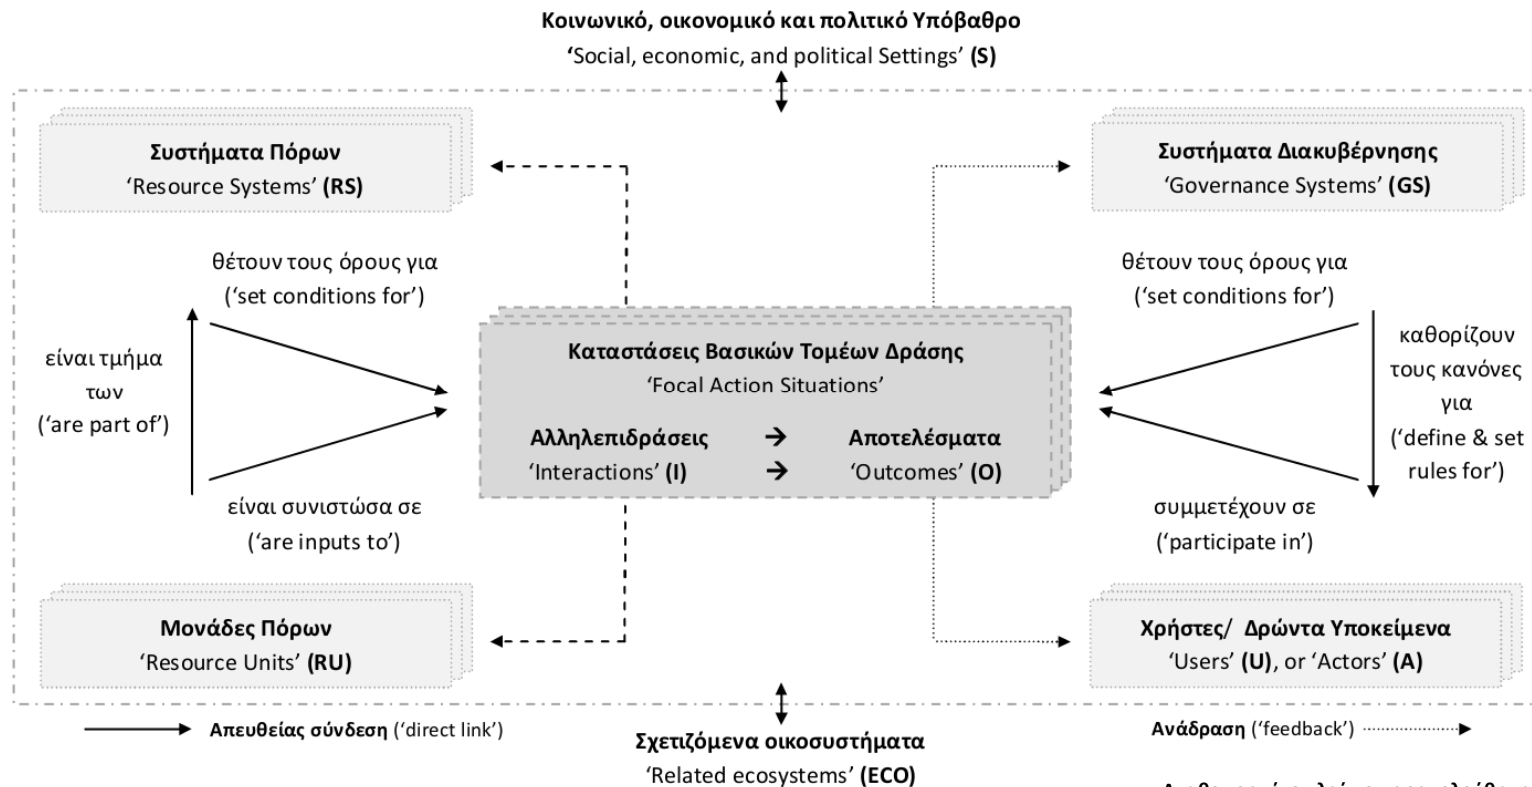 Κοινωνικό, οικονομικό και πολιτικό Υπόβαθρο
‘Social, economic, and political Settings’ (S)
Συστήματα Πόρων
‘Resource Systems’ (RS)
Συστήματα Διακυβέρνησης
‘Governance Systems’ (GS)
θέτουν τους όρους για
(‘set conditions for’)
θέτουν τους όρους για
(‘set conditions for’)
είναι τμήμα
των
(‘are part of’)
Καταστάσεις Βασικών Τομέων Δράσης
‘Focal Action Situations’
Αλληλεπιδράσεις → Αποτελέσματα
‘Interactions’ (I) → ‘Outcomes’ (O)
καθορίζουν
τους κανόνες
για
(‘define & set
rules for’)
είναι συνιστώσα σε
(‘are inputs to’)
συμμετέχουν σε
(‘participate in’)
Μονάδες Πόρων
‘Resource Units’ (RU)
Χρήστες/ Δρώντα Υποκείμενα
‘Users’ (U), or ‘Actors’ (A)
Απευθείας σύνδεση (‘direct link’)
Ανάδραση (‘feedback’)
Σχετιζόμενα οικοσυστήματα
‘Related ecosystems’ (ECO)